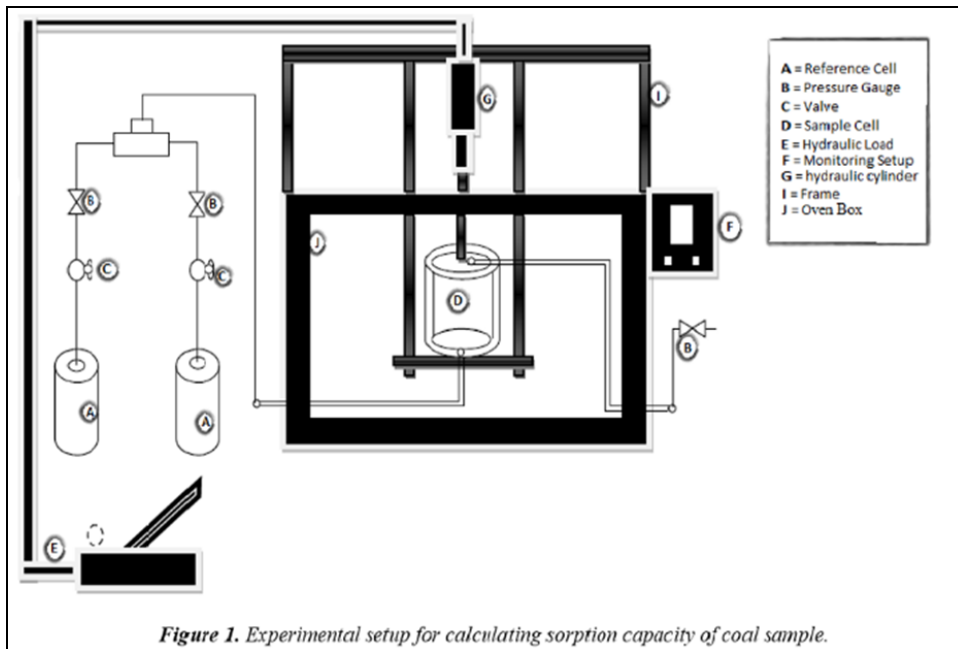 G
I
A = Reference Cell
B = Pressure Gauge
C = Valve
D = Sample Cell
E = Hydraulic Load
F = Monitoring Setup
G = hydraulic cylinder
I = Frame
J = Oven Box
B
B
F
J
C
C
D
B
A
A
E
Figure 1. Experimental setup for calculating sorption capacity of coal sample.